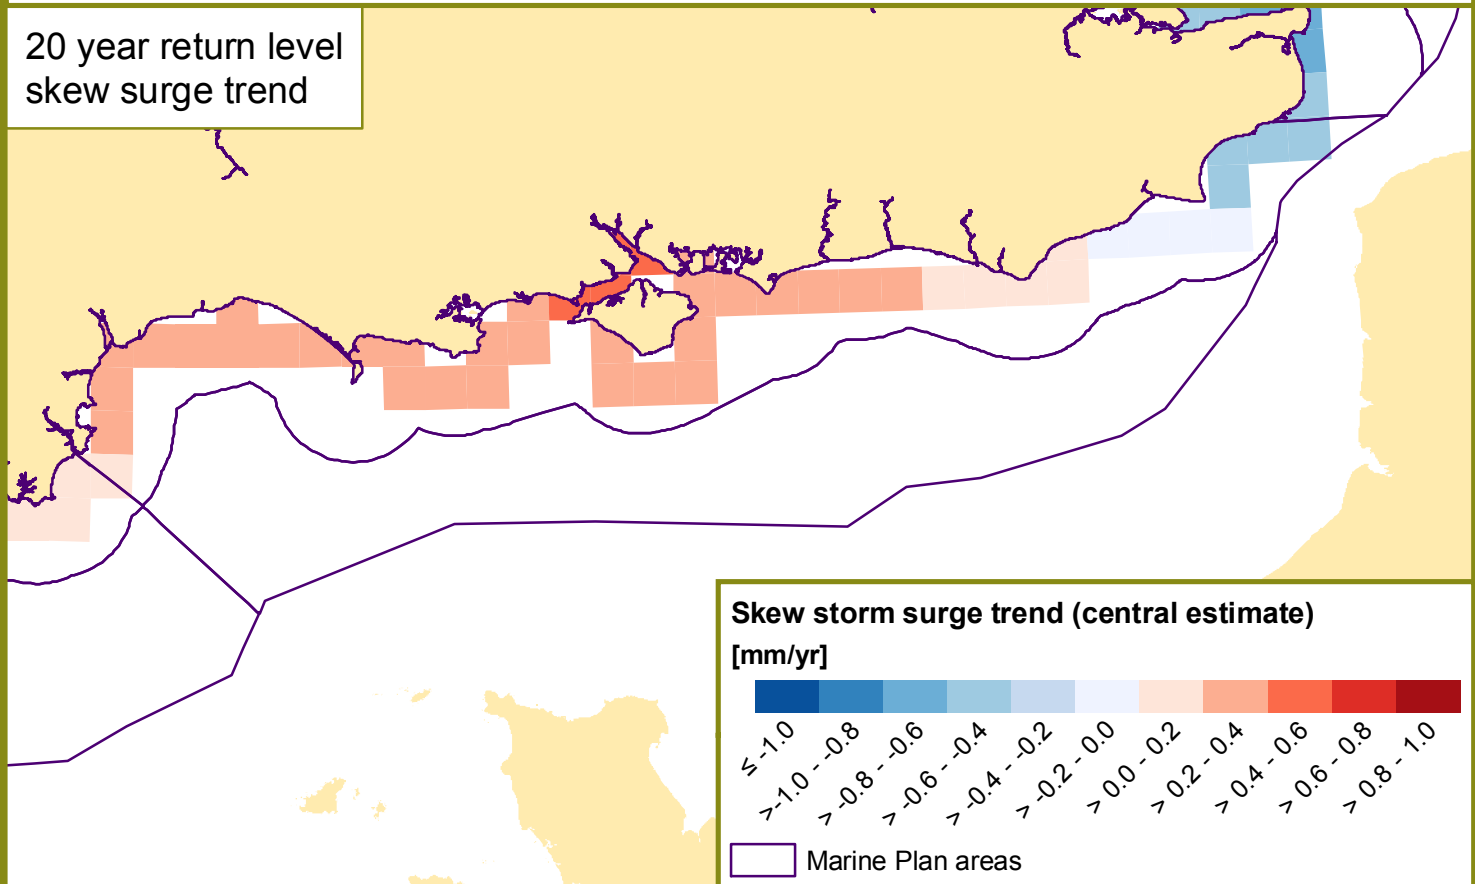 20 year return level
skew surge trend
Skew storm surge trend (central estimate)
[mm/yr]
≤ -1.0
>-1.0 - -0.8
> -0.8 - -0.6
> -0.6 - -0.4
> -0.4 - -0.2
> -0.2 - 0.0
> 0.0 - 0.2
> 0.2 - 0.4
> 0.4 - 0.6
> 0.6 - 0.8
> 0.8 - 1.0
Marine Plan areas